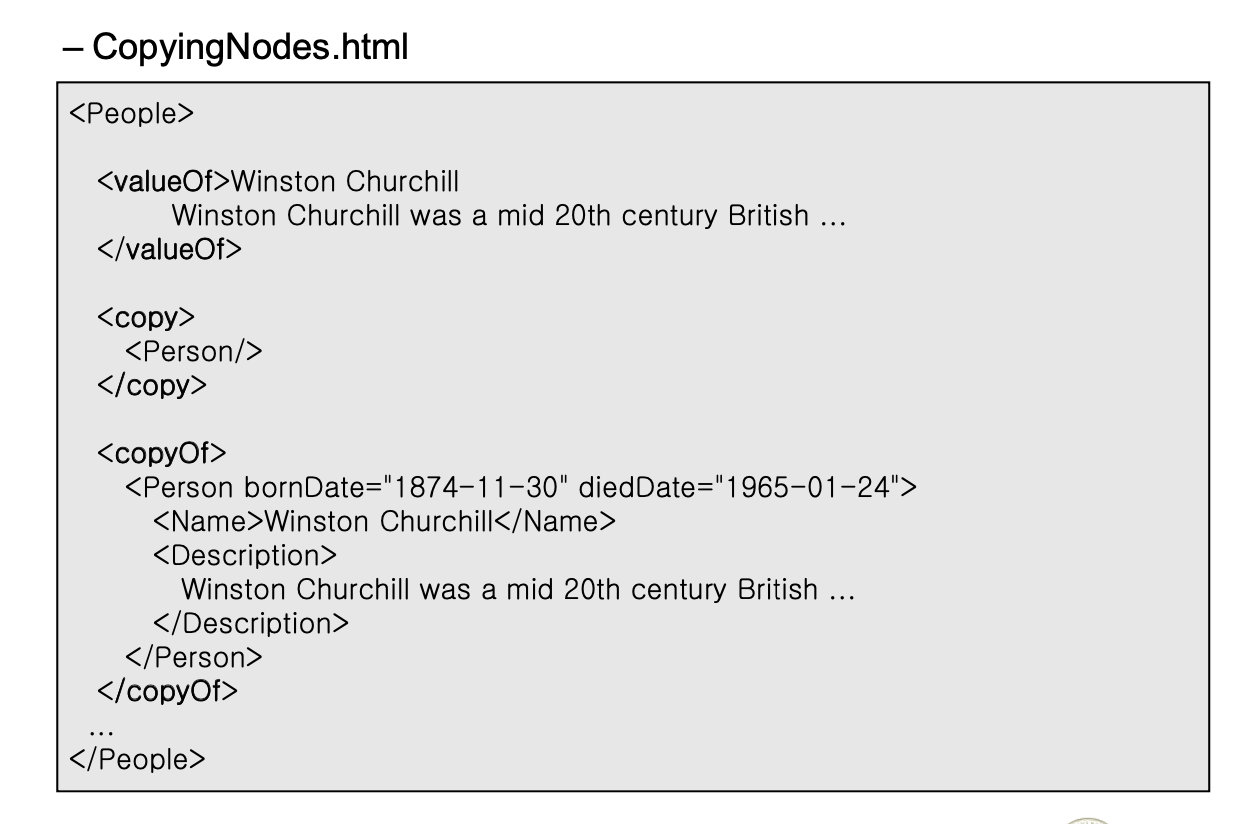 – CopyingNodes.html
<People>
<valueOf>Winston Churchill
Winston Churchill was a mid 20th century British ...
</valueOf>
<copy>
<Person/>
</copy>
<copyOf>
<Person bornDate="1874-11-30" diedDate="1965-01-24">
<Name>Winston Churchill</Name>
<Description>
Winston Churchill was a mid 20th century British ...
</Description>
</Person>
</copyOf>
...
</People>